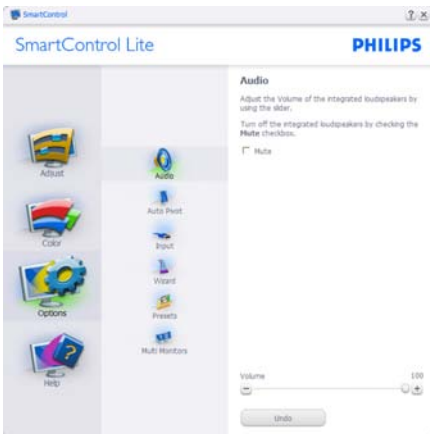 SmartControl
SmartControl Lite
PHILIPS
Adjust
Color
Options
Help
Audio
Auto Pivot
Input
Wizard
Presets
Multi Monitors
Audio
Adjust the Volume of the integrated loudspeakers by
using the slider.
Turn off the integrated loudspeakers by checking the
Mute checkbox.
Mute
Volume
100
Undo